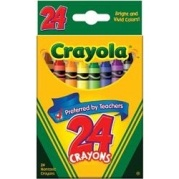 24
Bright and
Vivid Colors!
Crayola
Preferred by Teachers
24
CRAYONS